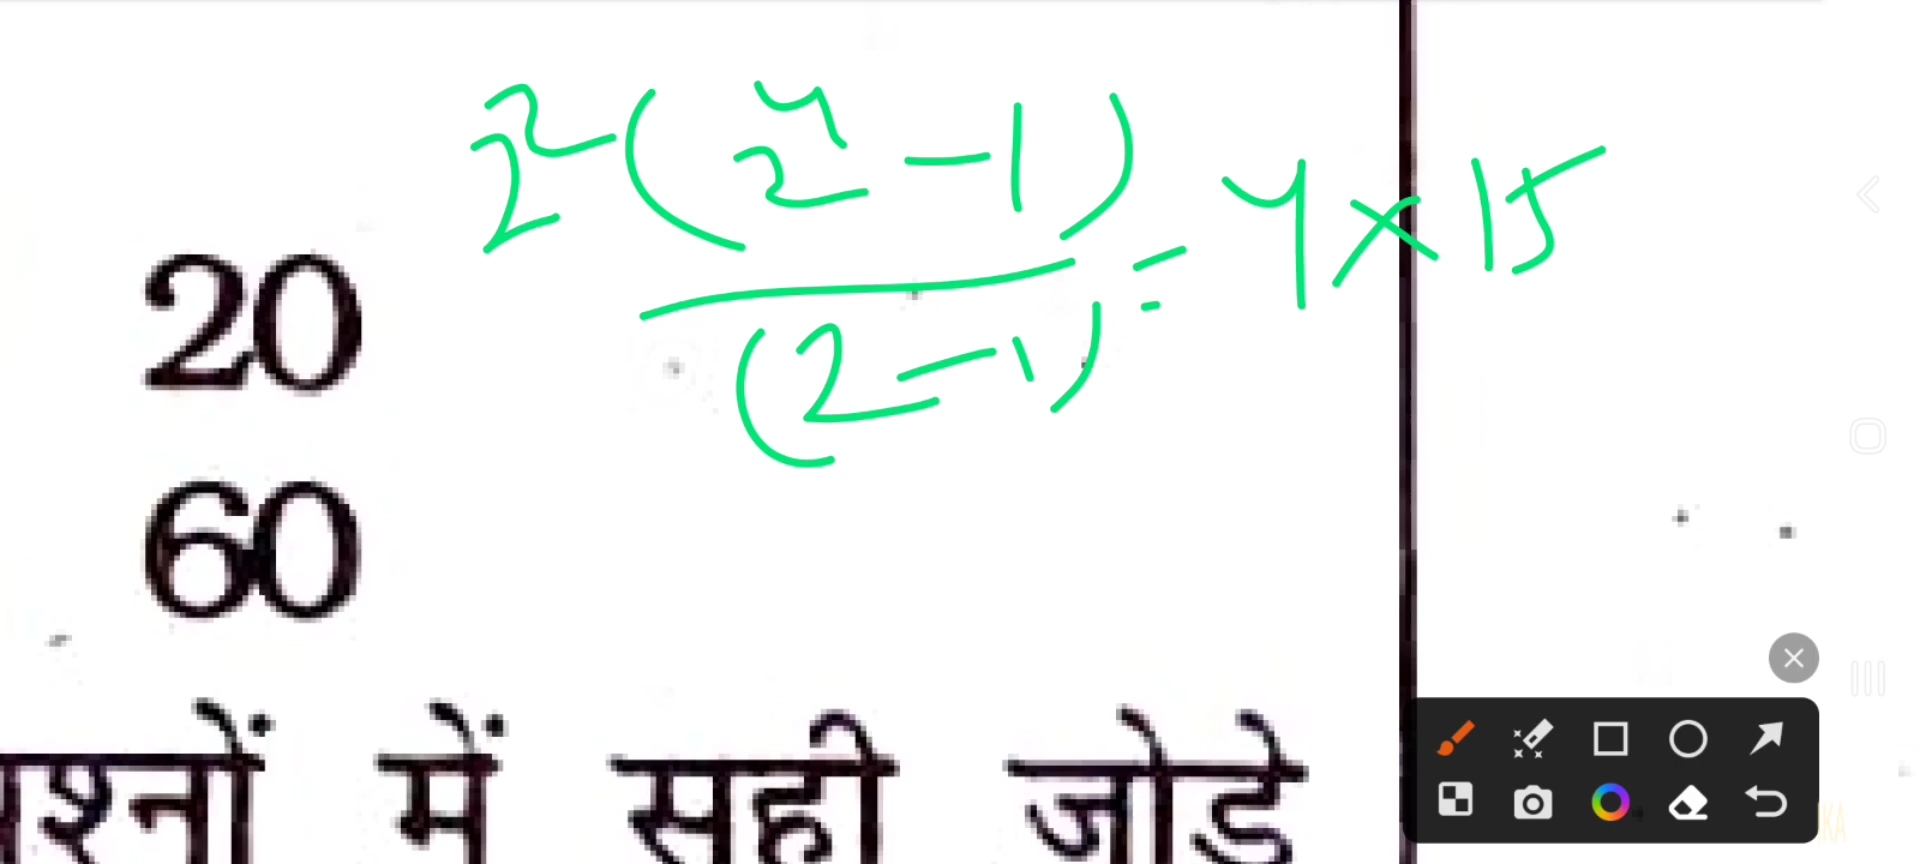 2²(2⁴-1)
(2-1) = 4×15
20
60
में सही जोडे